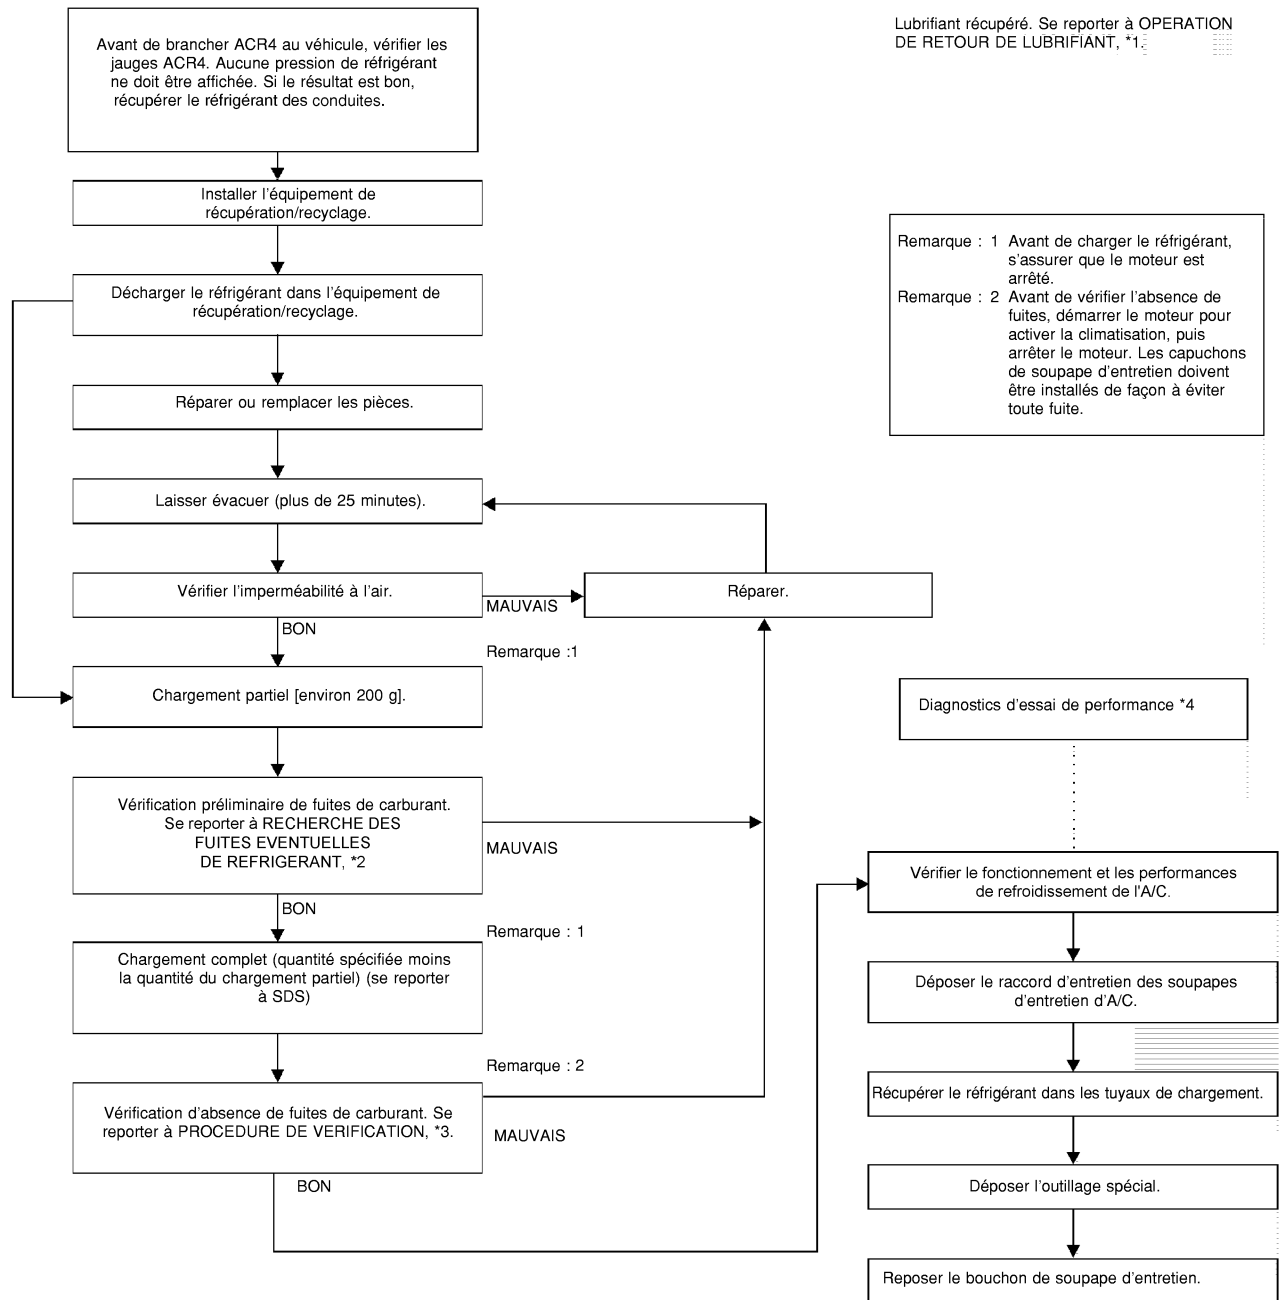 Avant de brancher ACR4 au véhicule, vérifier les
jauges ACR4. Aucune pression de réfrigérant
ne doit être affichée. Si le résultat est bon,
récupérer le réfrigérant des conduites.
Lubrifiant récupéré. Se reporter à OPERATION
DE RETOUR DE LUBRIFIANT, *1.
Installer l'équipement de
récupération/recyclage.
Remarque : 1 Avant de charger le réfrigérant,
s'assurer que le moteur est
arrêté.
Remarque : 2 Avant de vérifier l'absence de
fuites, démarrer le moteur pour
activer la climatisation, puis
arrêter le moteur. Les capuchons
de soupape d'entretien doivent
être installés de façon à éviter
toute fuite.
Décharger le réfrigérant dans l'équipement de
récupération/recyclage.
Réparer ou remplacer les pièces.
Laisser évacuer (plus de 25 minutes).
Vérifier l'imperméabilité à l'air.
MAUVAIS
Réparer.
BON
Remarque :1
Chargement partiel [environ 200 g].
Vérification préliminaire de fuites de carburant.
Se reporter à RECHERCHE DES
FUITES EVENTUELLES
DE REFRIGERANT, *2
MAUVAIS
BON
Remarque : 1
Chargement complet (quantité spécifiée moins
la quantité du chargement partiel) (se reporter
à SDS)
Remarque : 2
Vérification d'absence de fuites de carburant. Se
reporter à PROCEDURE DE VERIFICATION, *3.
MAUVAIS
BON
Diagnostics d'essai de performance *4
Vérifier le fonctionnement et les performances
de refroidissement de l'A/C.
Déposer le raccord d'entretien des soupapes
d'entretien d'A/C.
Récupérer le réfrigérant dans les tuyaux de chargement.
Déposer l'outillage spécial.
Reposer le bouchon de soupape d'entretien.